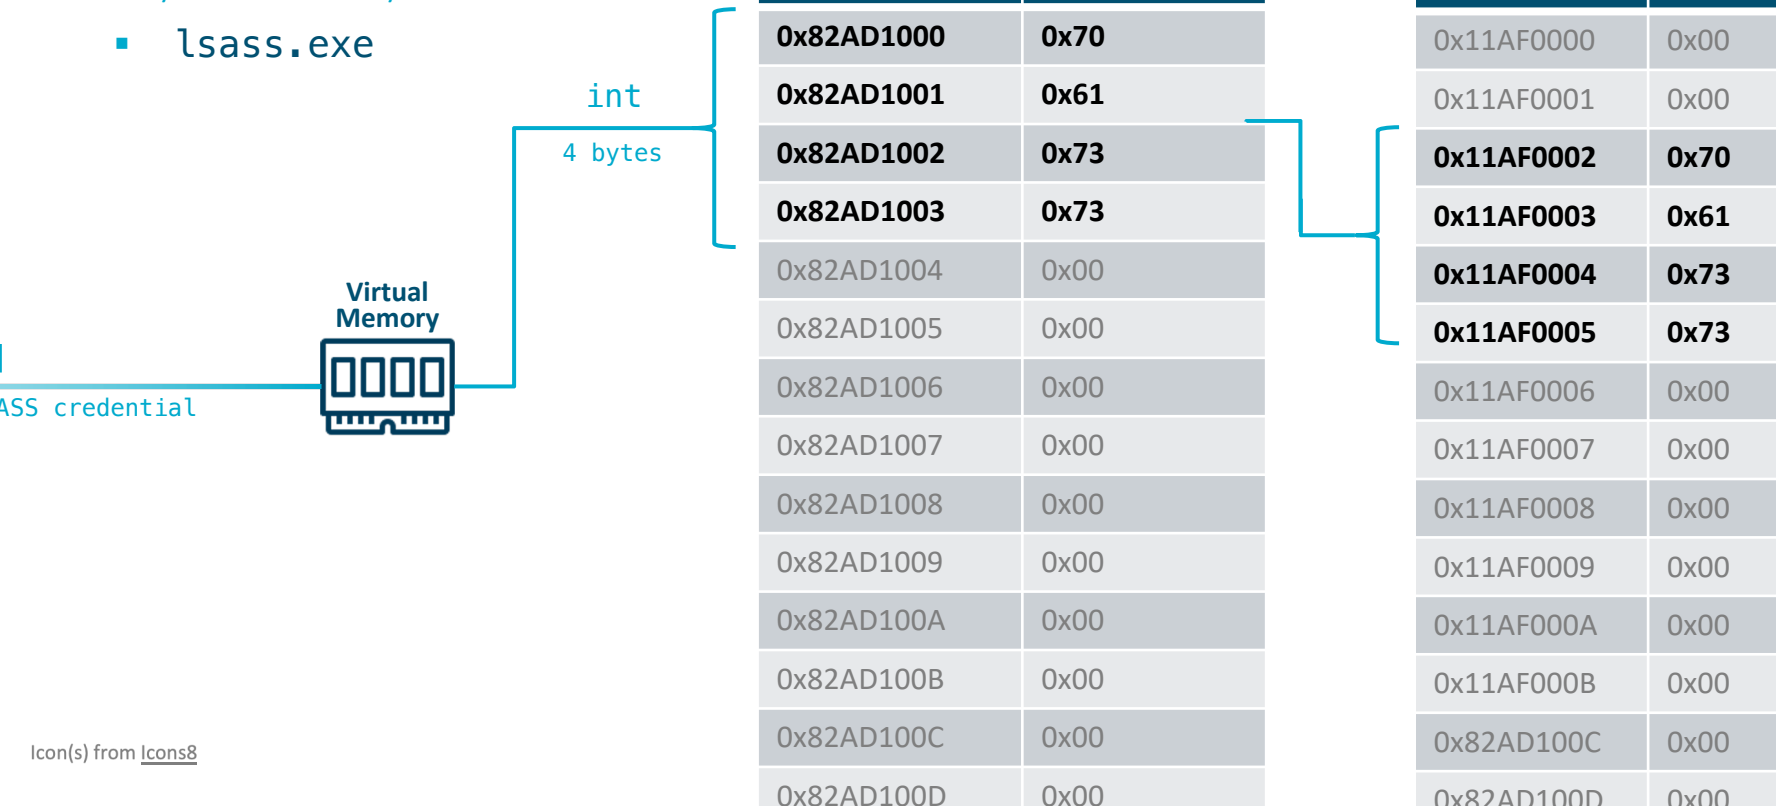 lsass.exe
int
4 bytes
Virtual
Memory
credential
0x82AD1000 0x70
0x82AD1001 0x61
0x82AD1002 0x73
0x82AD1003 0x73
0x82AD1004 0x00
0x82AD1005 0x00
0x82AD1006 0x00
0x82AD1007 0x00
0x82AD1008 0x00
0x82AD1009 0x00
0x82AD100A 0x00
0x82AD100B 0x00
0x82AD100C 0x00
0x82AD100D 0x00
0x11AF0000 0x00
0x11AF0001 0x00
0x11AF0002 0x70
0x11AF0003 0x61
0x11AF0004 0x73
0x11AF0005 0x73
0x11AF0006 0x00
0x11AF0007 0x00
0x11AF0008 0x00
0x11AF0009 0x00
0x11AF000A 0x00
0x11AF000B 0x00
0x82AD100C 0x00
0x82AD100D 0x00
Icon(s) from Icons8